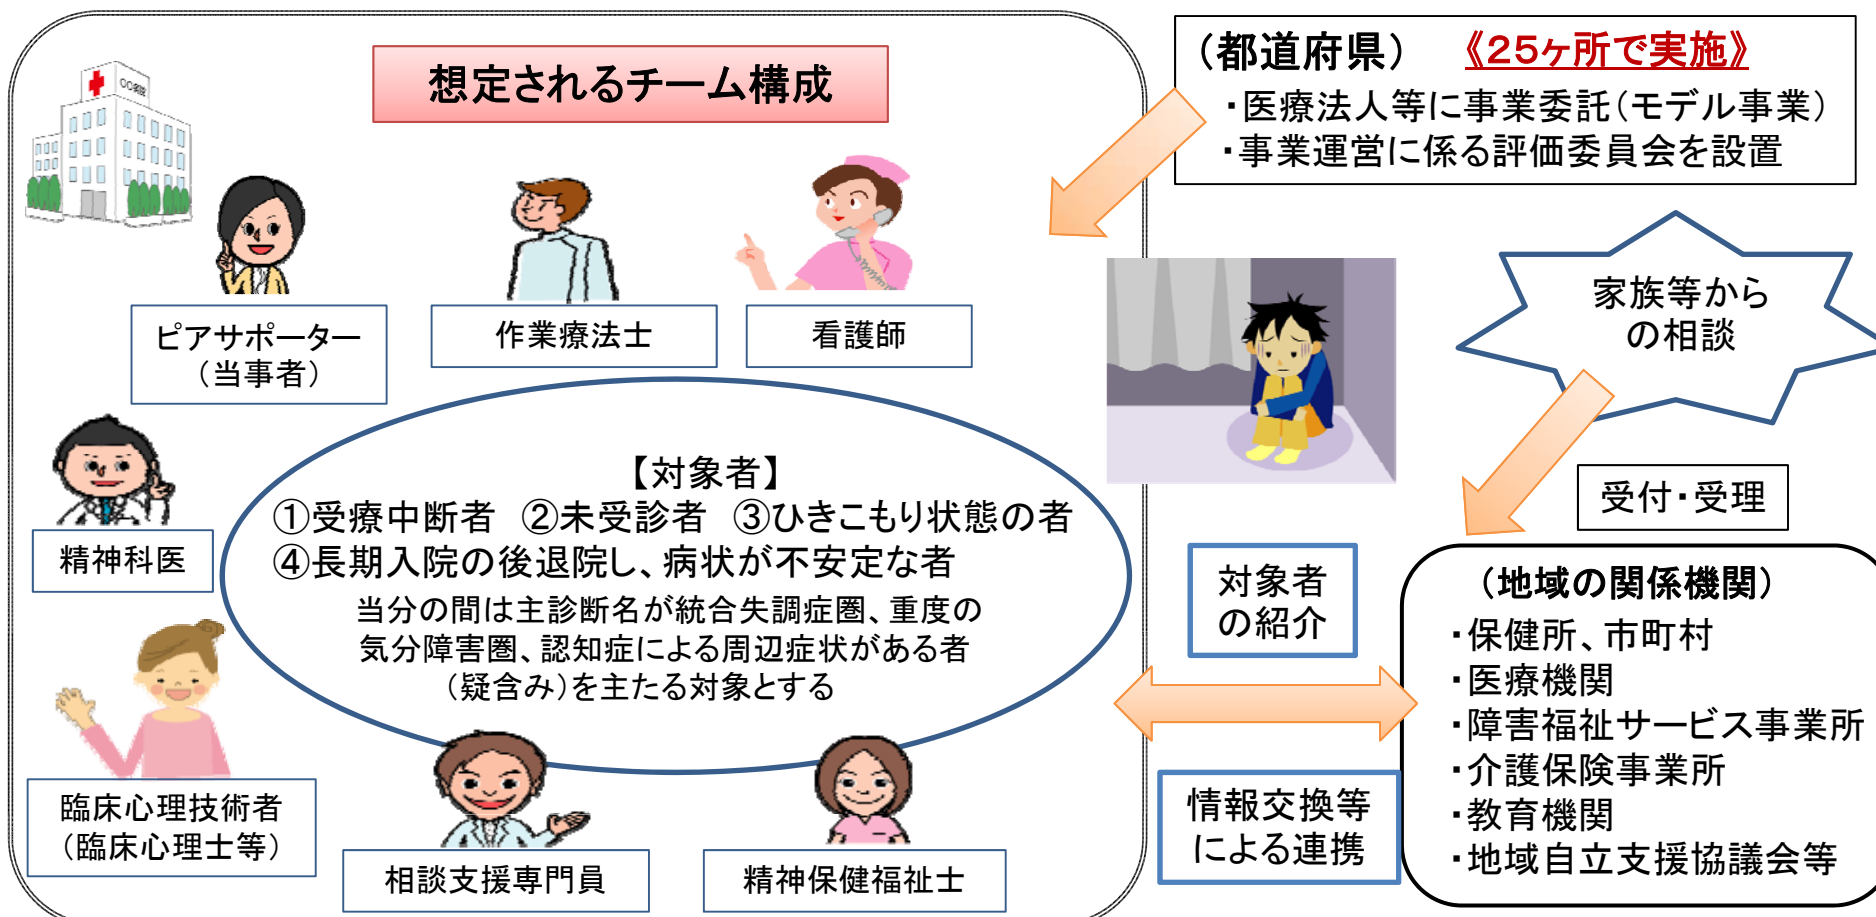 想定されるチーム構成
ピアサポーター
（当事者）
作業療法士
看護師
精神科医
【対象者】
①受療中断者 ②未受診者 ③ひきこもり状態の者
④長期入院の後退院し、病状が不安定な者
当分の間は主診断名が統合失調症圏、重度の
気分障害圏、認知症による周辺症状がある者
（疑含み）を主たる対象とする
臨床心理技術者
（臨床心理士等）
相談支援専門員
精神保健福祉士
（都道府県） 《２５ヶ所で実施》
・医療法人等に事業委託（モデル事業）
・事業運営に係る評価委員会を設置
家族等から
の相談
受付・受理
対象者
の紹介
情報交換等
による連携
（地域の関係機関）
・保健所、市町村
・医療機関
・障害福祉サービス事業所
・介護保険事業所
・教育機関
・地域自立支援協議会等